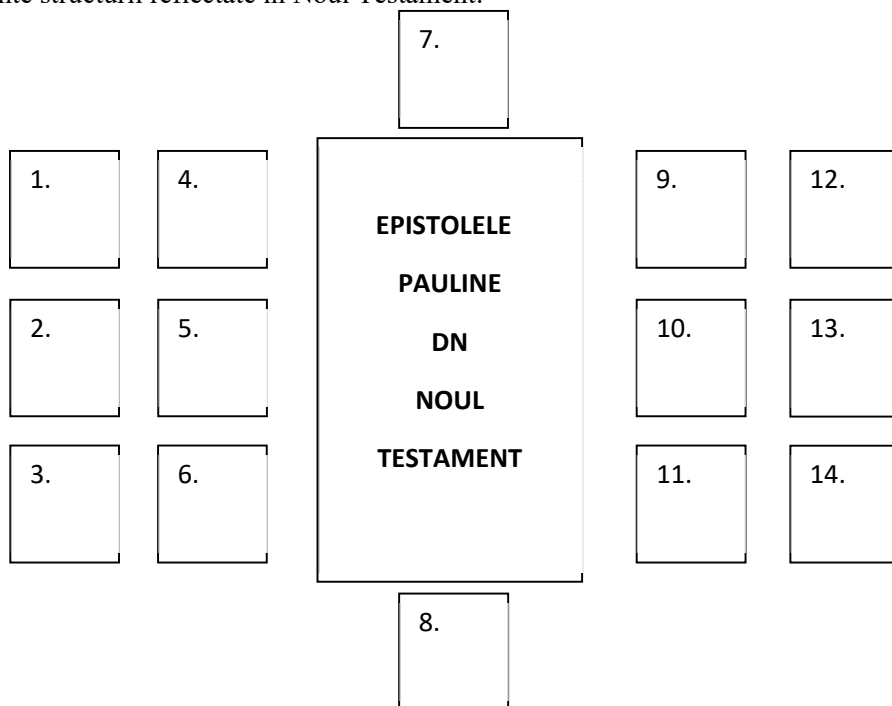 structurii reflectate în Noul Testament.
7.
1. 4. 9. 12.
EPISTOLELE
PAULINE
2. 5. 10. 13.
DN
NOUL
TESTAMENT
3. 6. 11. 14.
8.